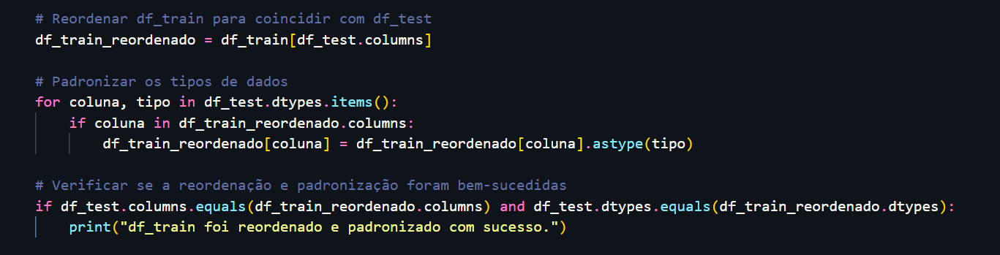 # Reordenar df_train para coincidir com df_test
df_train_reordenado = df_train[df_test.columns]
# Padronizar os tipos de dados
for coluna, tipo in df_test.dtypes.items():
if coluna in df_train_reordenado.columns:
df_train_reordenado[coluna] = df_train_reordenado[coluna].astype(tipo)
# Verificar se a reordenação e padronização foram bem-sucedidas
if df_test.columns.equals(df_train_reordenado.columns) and df_test.dtypes.equals(df_train_reordenado.dtypes):
print("df_train foi reordenado e padronizado com sucesso.")